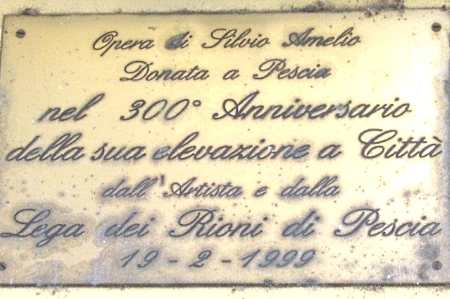 Opera di Silvio Amelio
Donata a Pescia
nel 300° Anniversario
della sua elevazione a Città
dall'Artista e dalla
Lega dei Rioni di Pescia
19-2-1999